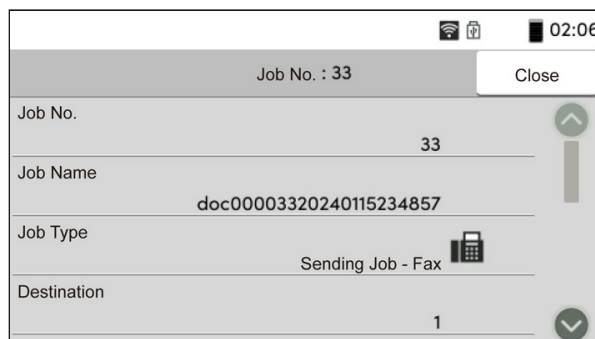 02:06
Job No. : 33
Close
Job No.
33
Job Name
doc00003320240115234857
Job Type
Sending Job - Fax
Destination
1